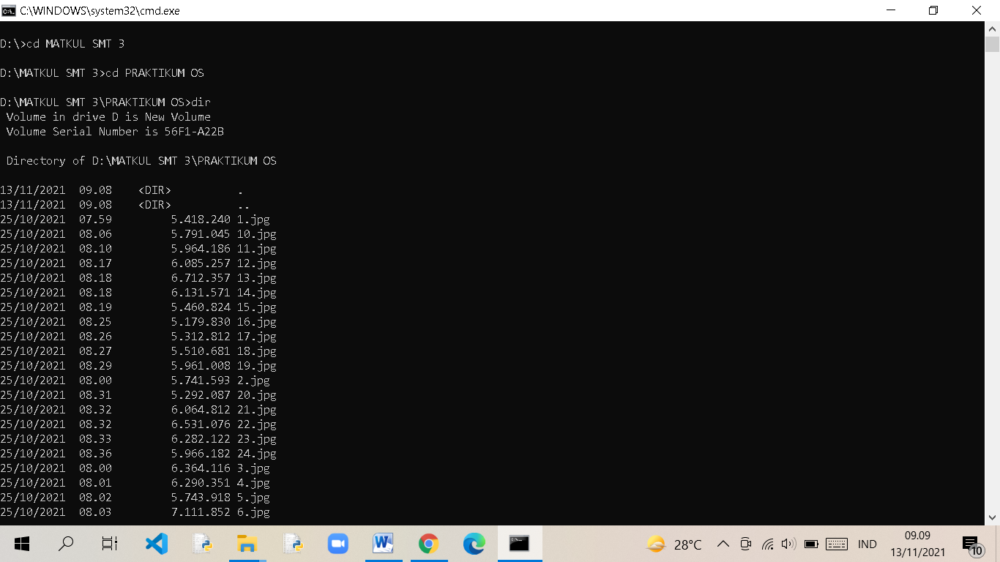 C:\WINDOWS\system32\cmd.exe
D:\>cd MATKUL SMT 3
D:\MATKUL SMT 3>cd PRAKTIKUM OS
D:\MATKUL SMT 3\PRAKTIKUM OS>dir
Volume in drive D is New Volume
Volume Serial Number is 56F1-A22B
Directory of D:\MATKUL SMT 3\PRAKTIKUM OS
13/11/2021  09.08    <DIR>          .
13/11/2021  09.08    <DIR>          ..
25/10/2021  07.59         5.418.240 1.jpg
25/10/2021  08.06         5.791.045 10.jpg
25/10/2021  08.10         5.964.186 11.jpg
25/10/2021  08.17         6.085.257 12.jpg
25/10/2021  08.18         6.712.357 13.jpg
25/10/2021  08.18         6.131.571 14.jpg
25/10/2021  08.19         5.460.824 15.jpg
25/10/2021  08.25         5.179.830 16.jpg
25/10/2021  08.26         5.312.812 17.jpg
25/10/2021  08.27         5.510.681 18.jpg
25/10/2021  08.29         5.961.008 19.jpg
25/10/2021  08.00         5.741.593 2.jpg
25/10/2021  08.31         5.292.087 20.jpg
25/10/2021  08.32         6.064.812 21.jpg
25/10/2021  08.32         6.531.076 22.jpg
25/10/2021  08.33         6.282.122 23.jpg
25/10/2021  08.36         5.966.182 24.jpg
25/10/2021  08.00         6.364.116 3.jpg
25/10/2021  08.01         6.290.351 4.jpg
25/10/2021  08.02         5.743.918 5.jpg
25/10/2021  08.03         7.111.852 6.jpg
28°C
IND
09.09
13/11/2021
10